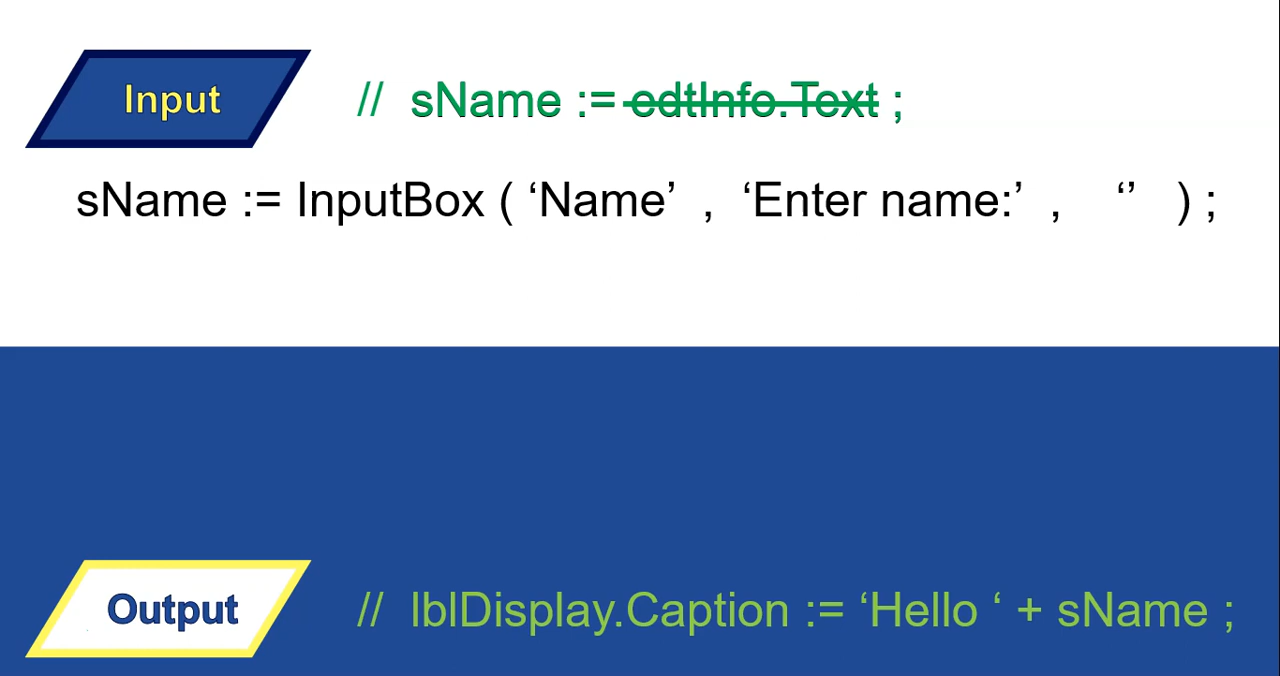 Input
// sName := edtInfo.Text ;
sName := InputBox ( ‘Name’ , ‘Enter name:’ , ‘’ ) ;
Output
// lblDisplay.Caption := ‘Hello ‘ + sName ;